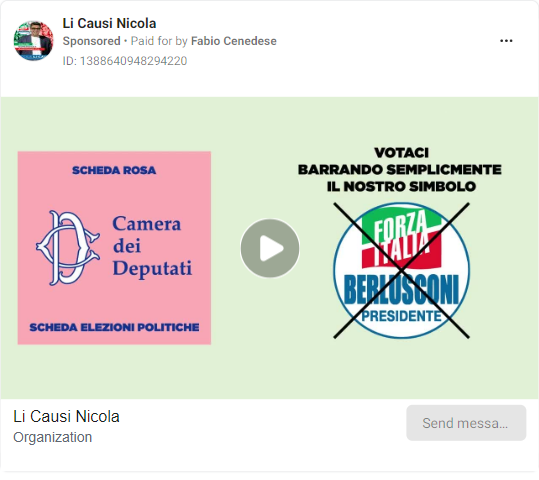 Li Causi Nicola
Sponsored • Paid for by Fabio Cenedese
ID: 1388640948294220
SCHEDA ROSA
Camera
dei
Deputati
SCHEDA ELEZIONI POLITICHE
VOTACI
BARRANDO SEMPLICMENTE
IL NOSTRO SIMBOLO
FORZA
ITALIA
BERLUSCONI
PRESIDENTE
Li Causi Nicola
Organization
Send messa...